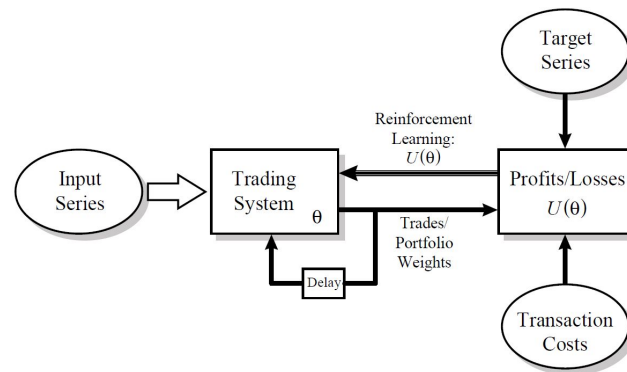 Target
Series
Reinforcement
Learning:
U(θ)
Input
Series
Trading
System
θ
Profits/Losses
U(θ)
Trades/
Portfolio
Weights
Delay
Transaction
Costs